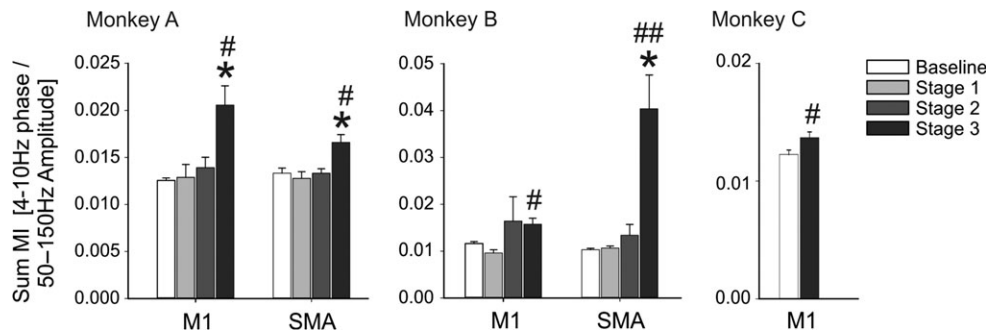 Monkey A
Monkey B
Monkey C
Sum MI [4-10Hz phase /
50–150Hz Amplitude]
0.025
0.020
0.015
0.010
0.005
0.000
#
*
#
*
M1
SMA
0.05
0.04
0.03
0.02
0.01
0.00
#
##
*
M1
SMA
0.02
0.01
0.00
#
M1
Baseline
Stage 1
Stage 2
Stage 3